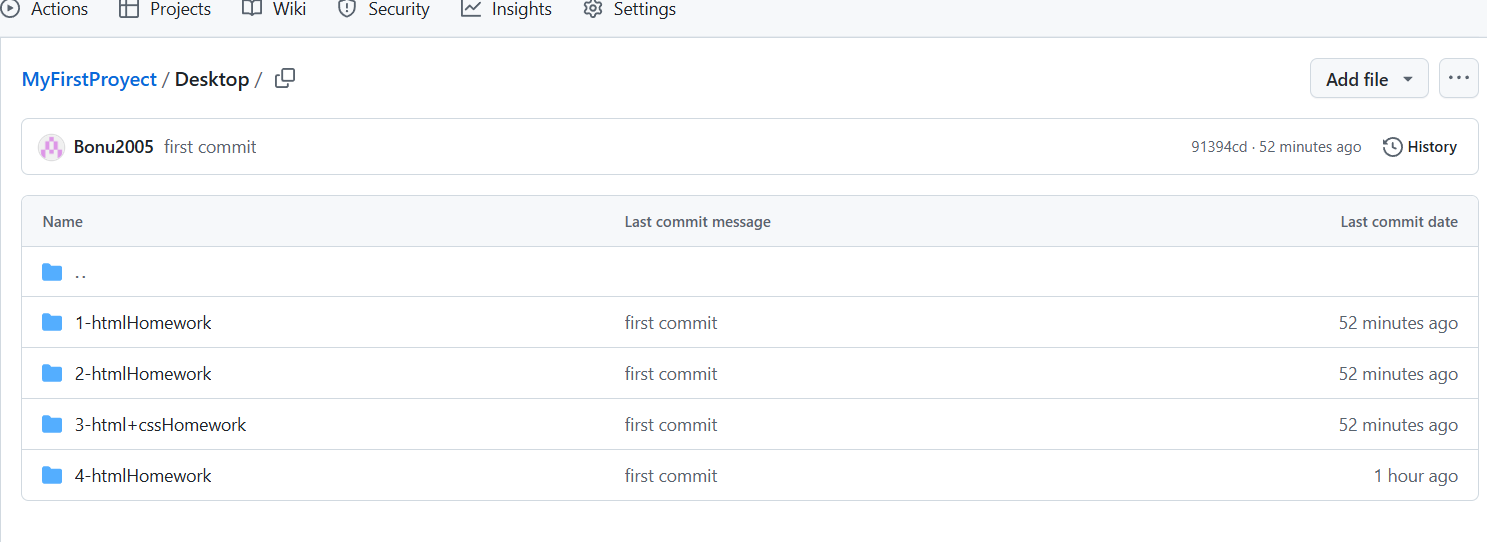 Actions Projects Wiki Security Insights Settings
MyFirstProyect / Desktop /
Add file
Bonu2005 first commit
91394cd · 52 minutes ago History
Name Last commit message Last commit date
..
1-htmlHomework first commit 52 minutes ago
2-htmlHomework first commit 52 minutes ago
3-html+cssHomework first commit 52 minutes ago
4-htmlHomework first commit 1 hour ago